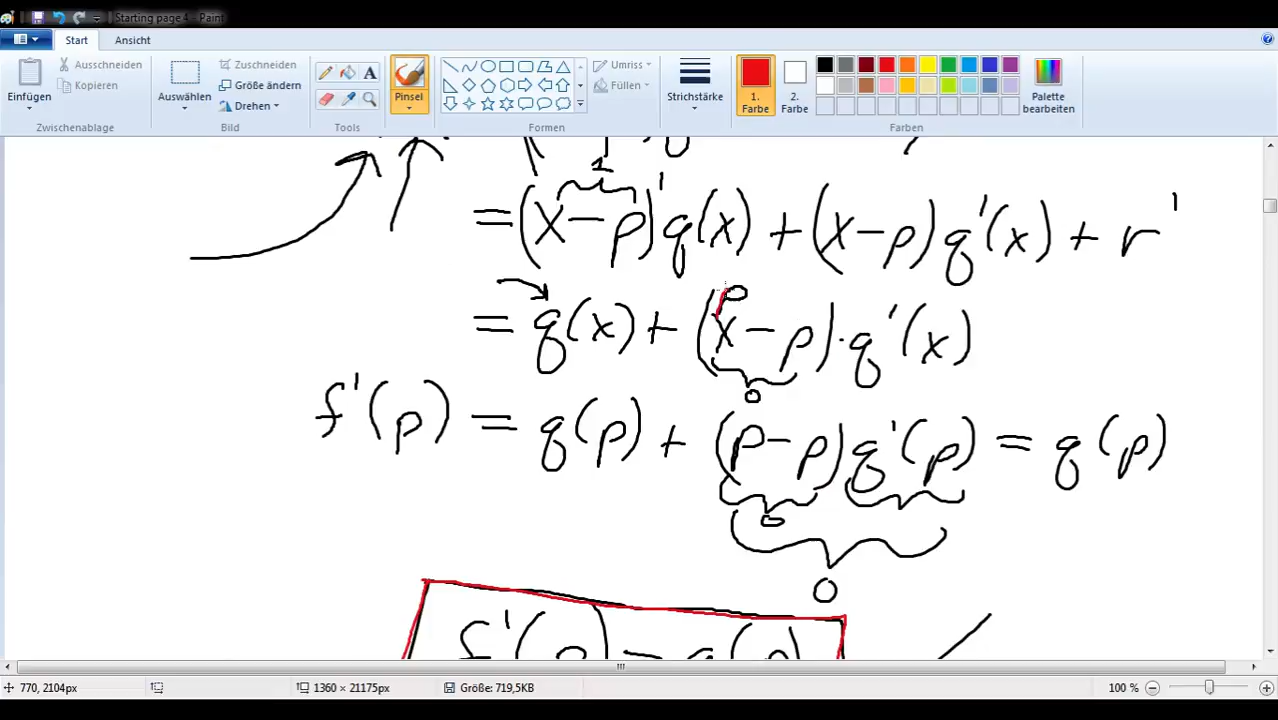 Starting page 4 - Paint
Start Ansicht
Einfügen
Ausschneiden
Kopieren
Zwischenablage
Auswählen
Zuschneiden
Größe ändern
Drehen
Bild
A
Pinsel
Tools
Umriss
Füllen
Formen
Strichstärke
1. Farbe
2. Farbe
Palette bearbeiten
Farben
1
= (x - p)' q(x) + (x - p) q'(x) + r'
= q(x) + (x - p) · q'(x)
0
f'(p) = q(p) + (p - p) q'(p) = q(p)
0
0
f'(p) = q(p)
770, 2104px
1360 × 21175px
Größe: 719,5KB
100 %